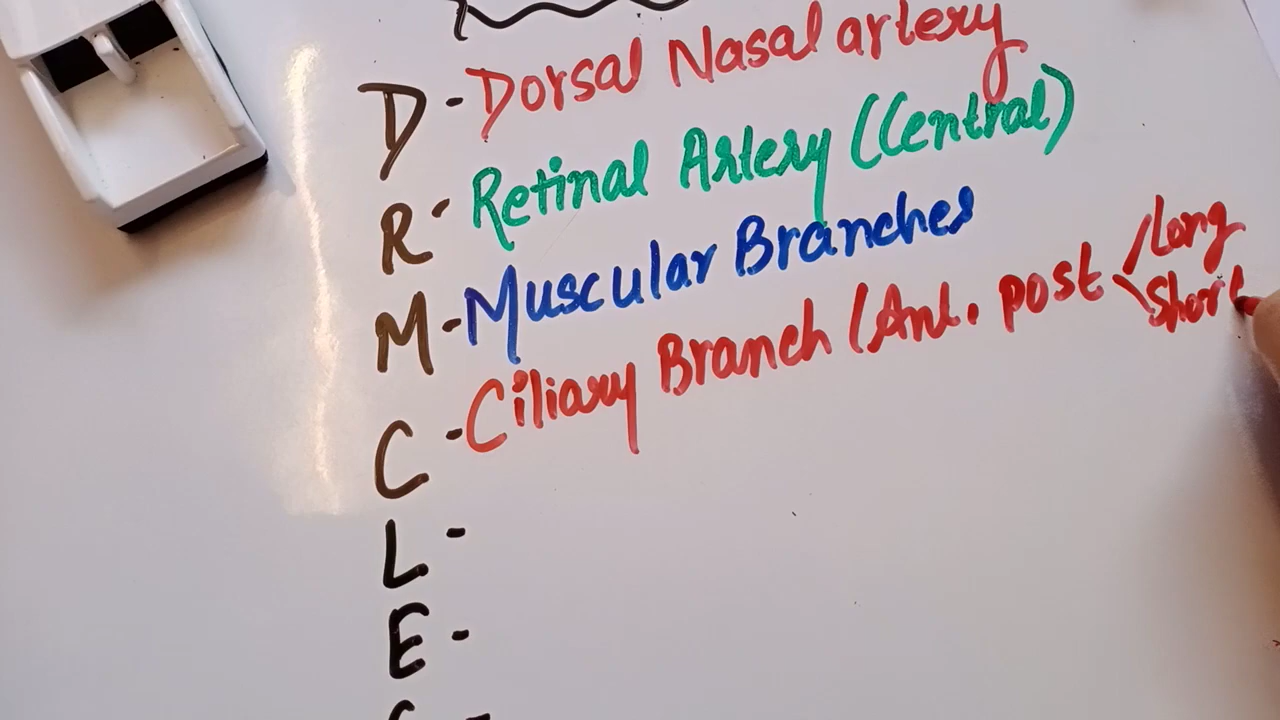 D - Dorsal Nasal artery
R - Retinal Artery (Central)
M - Muscular Branches
C - Ciliary Branch (Ant. post
Long
Short
L -
E -